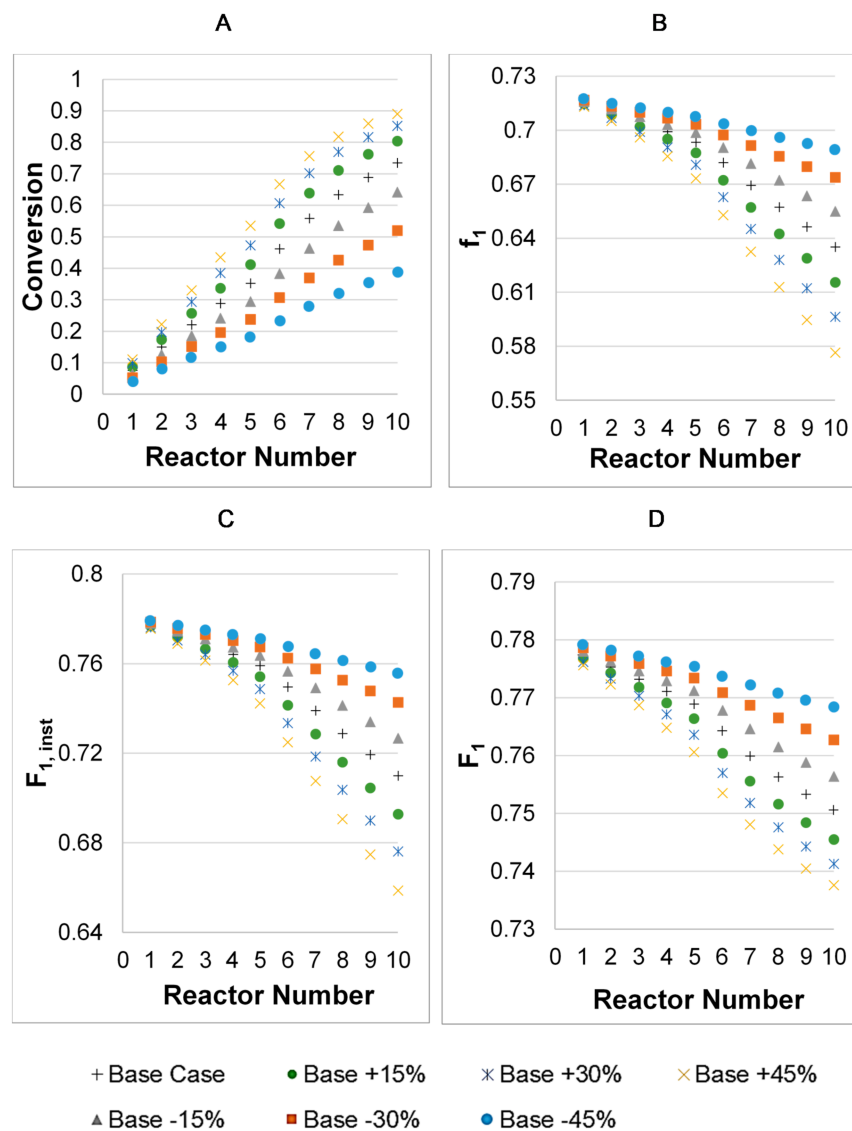 A
Conversion
1
0.9
0.8
0.7
0.6
0.5
0.4
0.3
0.2
0.1
0
0 1 2 3 4 5 6 7 8 9 10
Reactor Number
B
f1
0.73
0.7
0.67
0.64
0.61
0.58
0.55
0 1 2 3 4 5 6 7 8 9 10
Reactor Number
C
F1, inst
0.8
0.76
0.72
0.68
0.64
0 1 2 3 4 5 6 7 8 9 10
Reactor Number
D
F1
0.79
0.78
0.77
0.76
0.75
0.74
0.73
0 1 2 3 4 5 6 7 8 9 10
Reactor Number
Base Case Base +15% Base +30% Base +45%
Base -15% Base -30% Base -45%